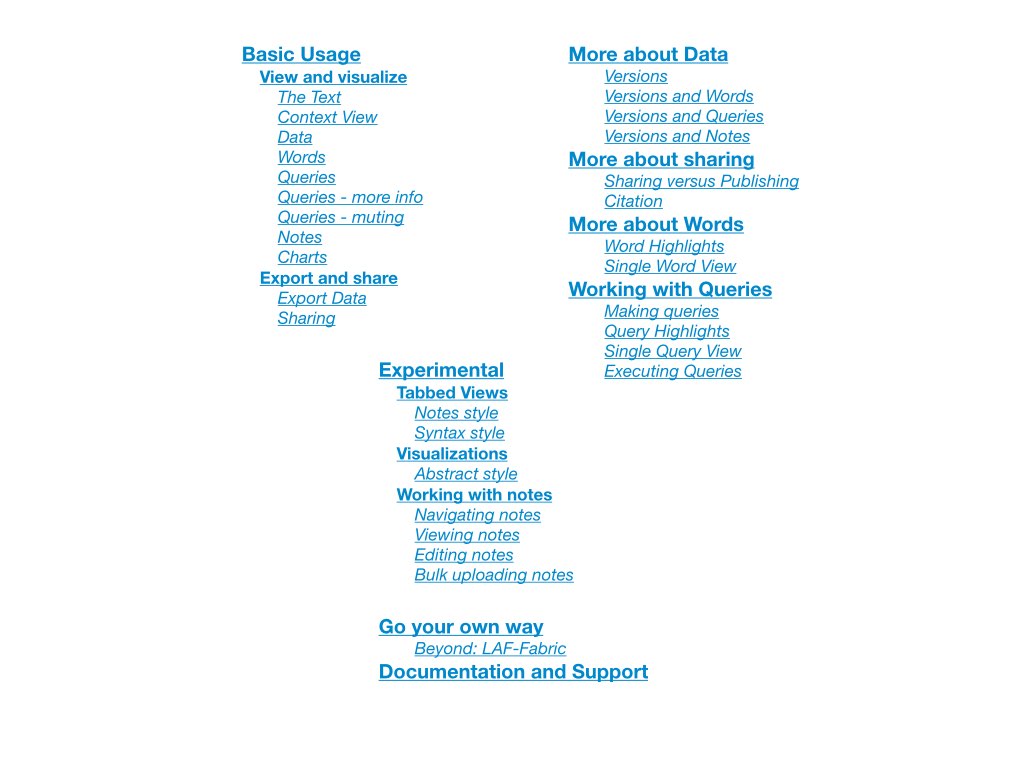 Basic Usage
View and visualize
The Text
Context View
Data
Words
Queries
Queries - more info
Queries - muting
Notes
Charts
Export and share
Export Data
Sharing
More about Data
Versions
Versions and Words
Versions and Queries
Versions and Notes
More about sharing
Sharing versus Publishing
Citation
More about Words
Word Highlights
Single Word View
Working with Queries
Making queries
Query Highlights
Single Query View
Executing Queries
Experimental
Tabbed Views
Notes style
Syntax style
Visualizations
Abstract style
Working with notes
Navigating notes
Viewing notes
Editing notes
Bulk uploading notes
Go your own way
Beyond: LAF-Fabric
Documentation and Support